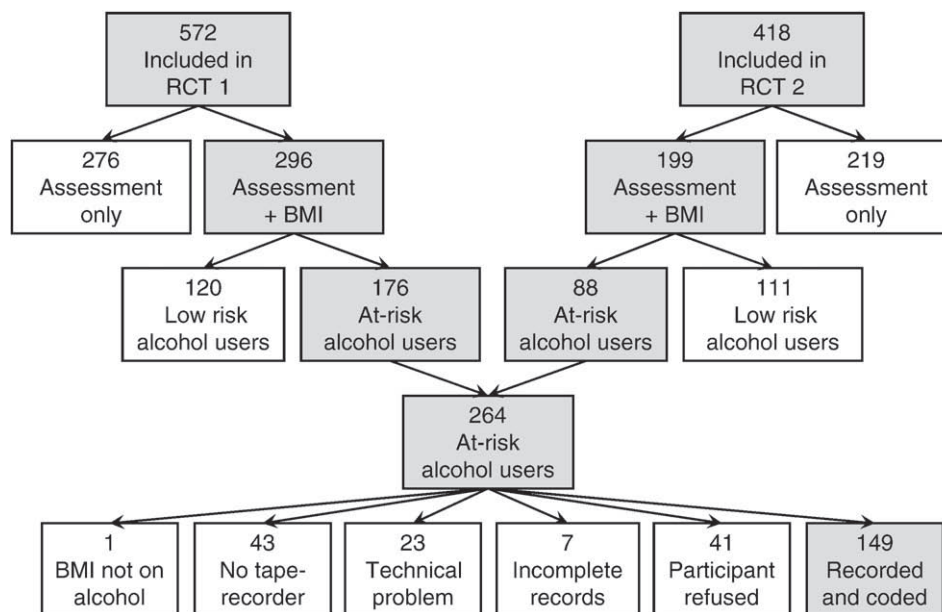 572
Included in
RCT 1
418
Included in
RCT 2
276
Assessment
only
296
Assessment
+ BMI
199
Assessment
+ BMI
219
Assessment
only
120
Low risk
alcohol users
176
At-risk
alcohol users
88
At-risk
alcohol users
111
Low risk
alcohol users
264
At-risk
alcohol users
1
BMI not on
alcohol
43
No tape-
recorder
23
Technical
problem
7
Incomplete
records
41
Participant
refused
149
Recorded
and coded